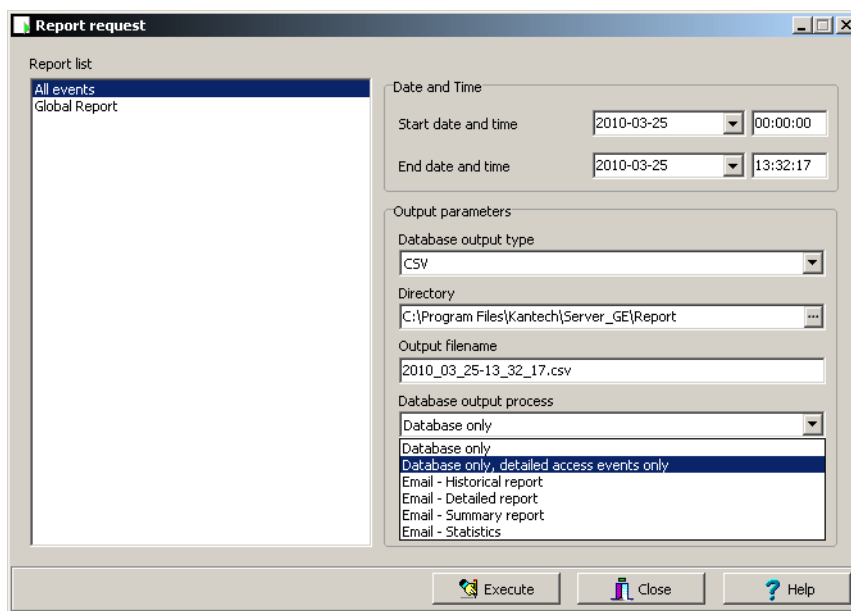 Report request
Report list
All events
Global Report
Date and Time
Start date and time
2010-03-25
00:00:00
End date and time
2010-03-25
13:32:17
Output parameters
Database output type
CSV
Directory
C:\Program Files\Kantech\Server_GE\Report
...
Output filename
2010_03_25-13_32_17.csv
Database output process
Database only
Database only
Database only, detailed access events only
Email - Historical report
Email - Detailed report
Email - Summary report
Email - Statistics
Execute
Close
Help